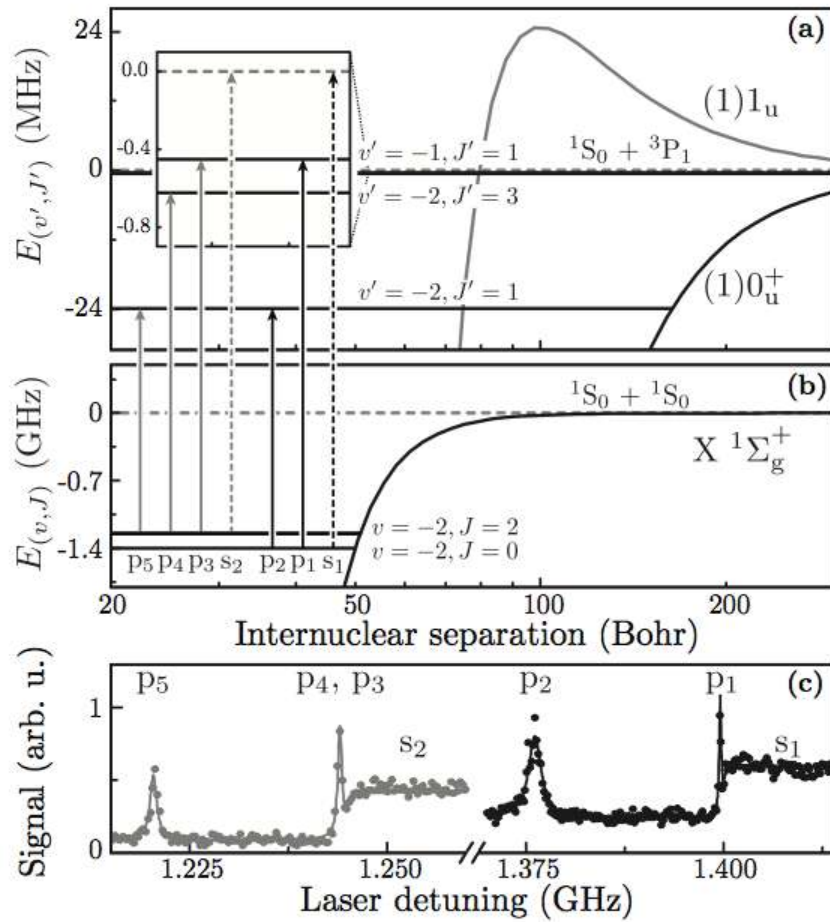 24
(a)
0.0
(1)1u
-0.4
v′ = −1, J′ = 1
¹S₀ + ³P₁
0
v′ = −2, J′ = 3
-0.8
E(v′,J′) (MHz)
(1)0u⁺
v′ = −2, J′ = 1
-24
(b)
¹S₀ + ¹S₀
0
X ¹Σg⁺
-0.7
E(v,J) (GHz)
v = −2, J = 2
v = −2, J = 0
-1.4
p₅ p₄ p₃ s₂ p₂ p₁ s₁
20 50 100 200
Internuclear separation (Bohr)
p₅ p₄, p₃ p₂ p₁ (c)
1
s₂ s₁
Signal (arb. u.)
0
1.225 1.250 1.375 1.400
Laser detuning (GHz)